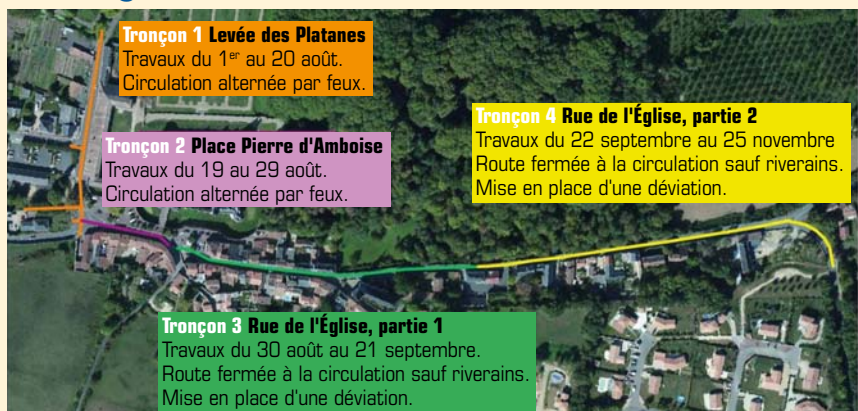 Tronçon 1 Levée des Platanes
Travaux du 1er au 20 août.
Circulation alternée par feux.
Tronçon 2 Place Pierre d'Amboise
Travaux du 19 au 29 août.
Circulation alternée par feux.
Tronçon 4 Rue de l'Église, partie 2
Travaux du 22 septembre au 25 novembre
Route fermée à la circulation sauf riverains.
Mise en place d'une déviation.
Tronçon 3 Rue de l'Église, partie 1
Travaux du 30 août au 21 septembre.
Route fermée à la circulation sauf riverains.
Mise en place d'une déviation.